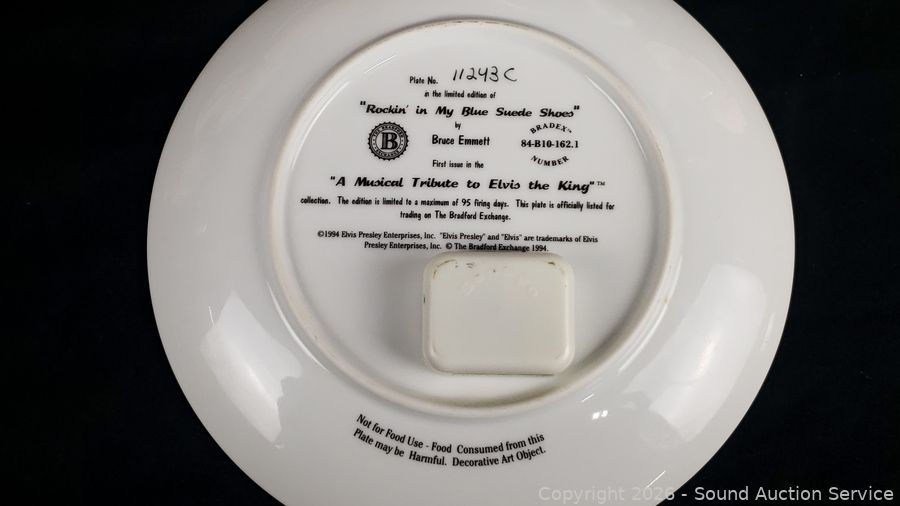 Plate No. 11243C
in the limited edition of
"Rockin' in My Blue Suede Shoes"
by
Bruce Emmett
THE BRADFORD EXCHANGE
B
BRADEX™
84-B10-162.1
NUMBER
First issue in the
"A Musical Tribute to Elvis the King"™
collection. The edition is limited to a maximum of 95 firing days. This plate is officially listed for
trading on The Bradford Exchange.
©1994 Elvis Presley Enterprises, Inc. "Elvis Presley" and "Elvis" are trademarks of Elvis
Presley Enterprises, Inc. © The Bradford Exchange 1994.
Not for Food Use - Food Consumed from this
Plate may be Harmful. Decorative Art Object.
Copyright 2026 - Sound Auction Service